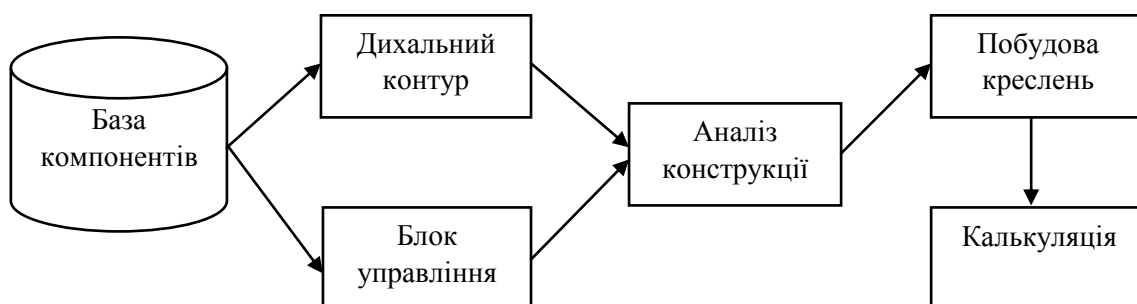 База
компонентів
Дихальний
контур
Блок
управління
Аналіз
конструкції
Побудова
креслень
Калькуляція